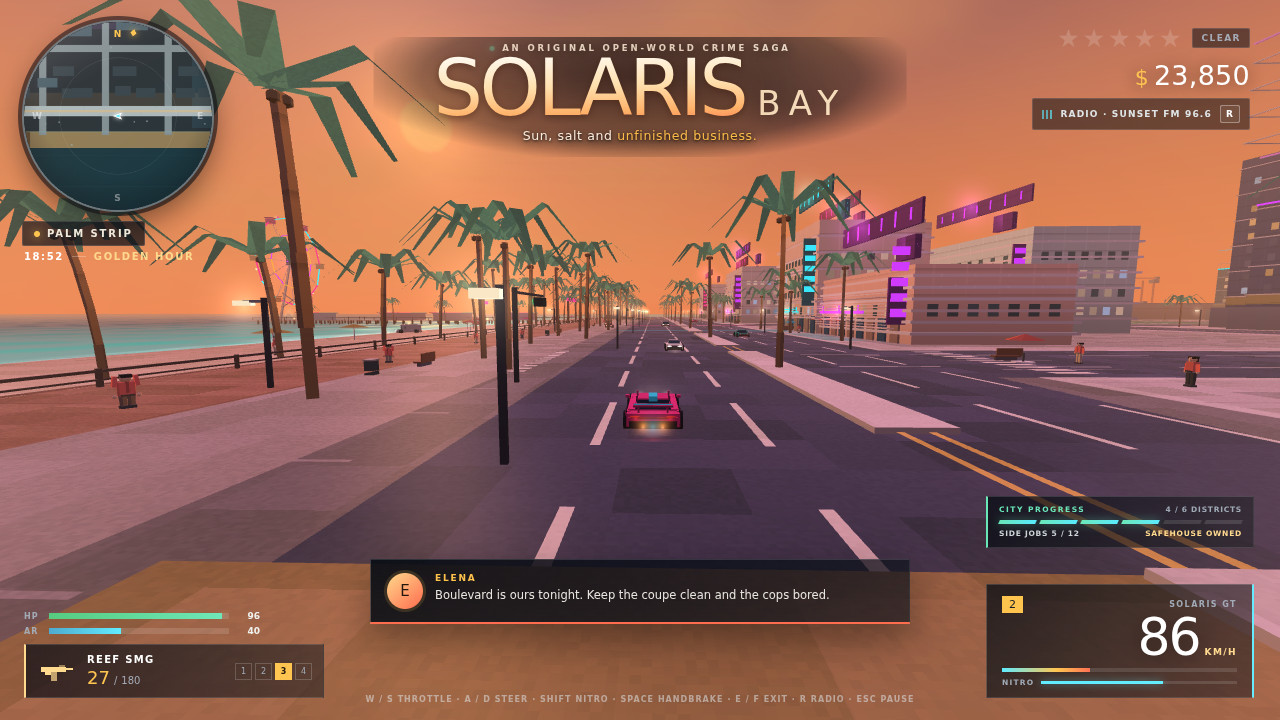 N
W
E
S
PALM STRIP
18:52 — GOLDEN HOUR
AN ORIGINAL OPEN-WORLD CRIME SAGA
SOLARIS BAY
Sun, salt and unfinished business.
★★★★★ CLEAR
$ 23,850
RADIO · SUNSET FM 96.6 R
CITY PROGRESS 4 / 6 DISTRICTS
SIDE JOBS 5 / 12 SAFEHOUSE OWNED
E
ELENA
Boulevard is ours tonight. Keep the coupe clean and the cops bored.
HP 96
AR 40
REEF SMG
27 / 180
1 2 3 4
2 SOLARIS GT
86 KM/H
NITRO
W / S THROTTLE · A / D STEER · SHIFT NITRO · SPACE HANDBRAKE · E / F EXIT · R RADIO · ESC PAUSE